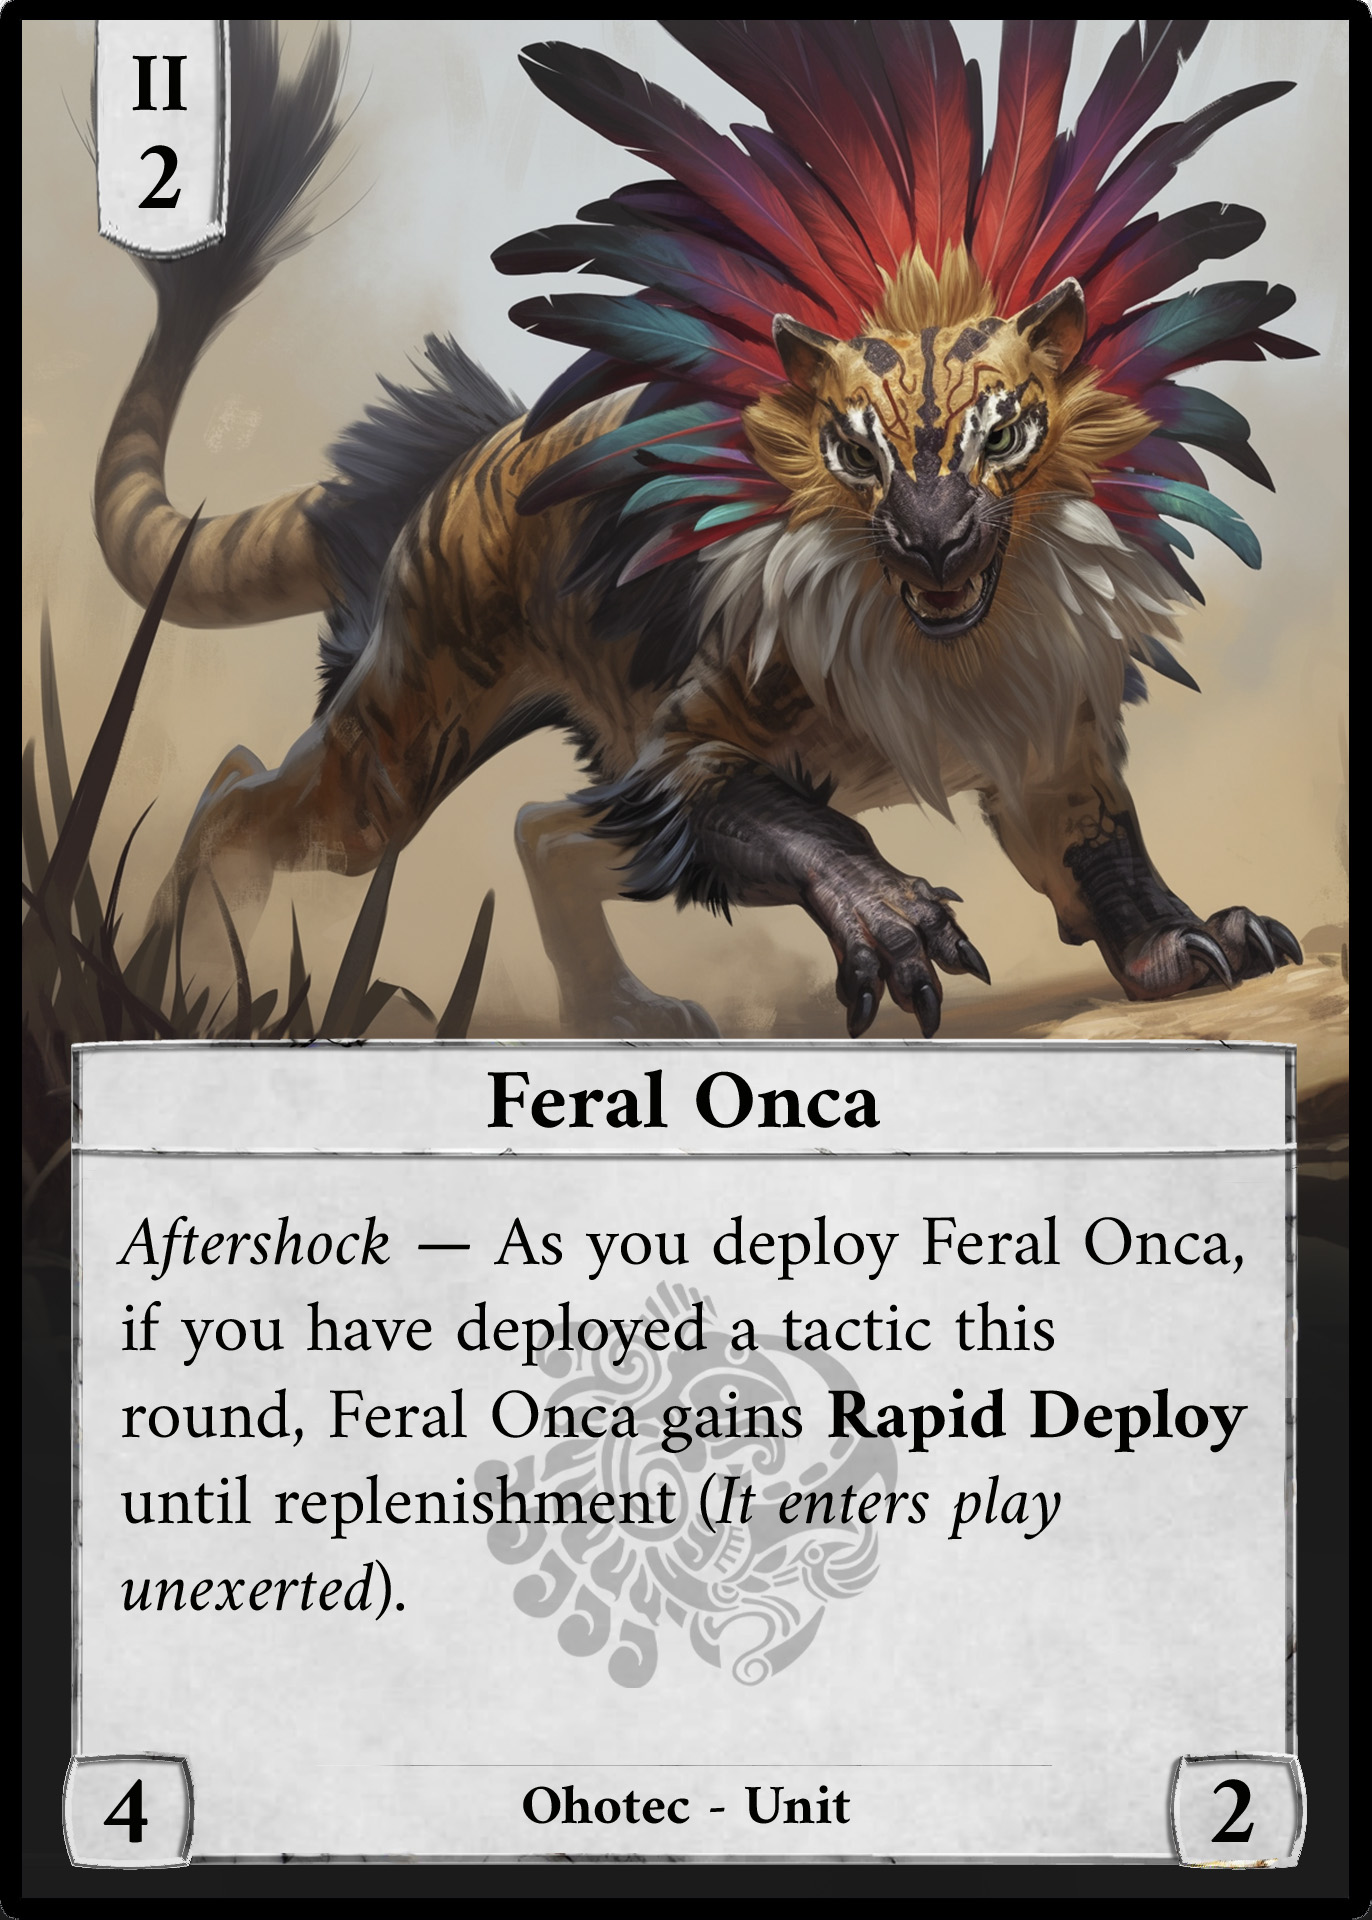 II
2
Feral Onca
Aftershock — As you deploy Feral Onca,
if you have deployed a tactic this
round, Feral Onca gains Rapid Deploy
until replenishment (It enters play
unexerted).
4
Ohotec - Unit
2